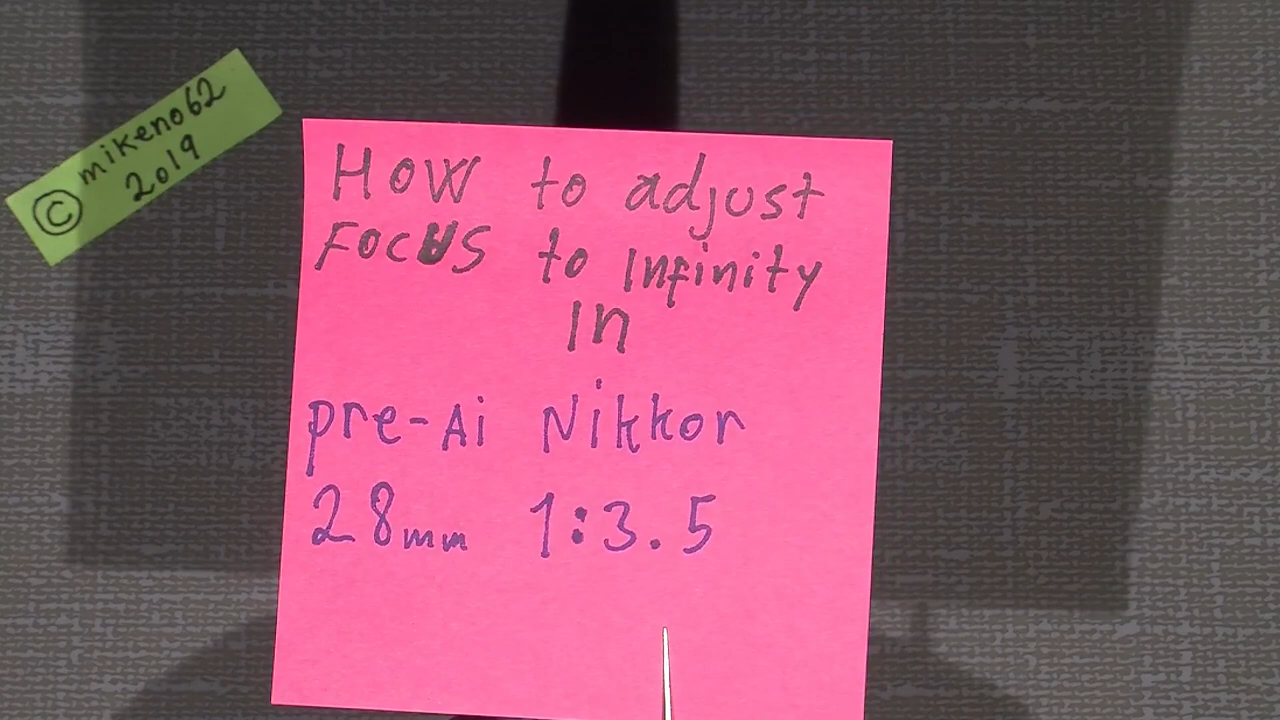 © mikeno62
2019
HOW to adjust
FOCUS to Infinity
In
pre-Ai Nikkor
28mm 1:3.5